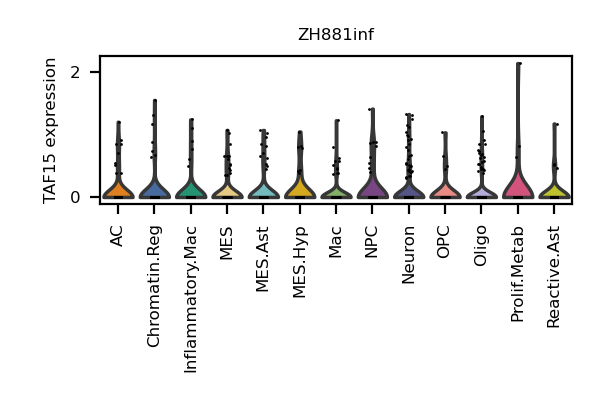 ZH881inf
TAF15 expression
2
0
AC
Chromatin.Reg
Inflammatory.Mac
MES
MES.Ast
MES.Hyp
Mac
NPC
Neuron
OPC
Oligo
Prolif.Metab
Reactive.Ast